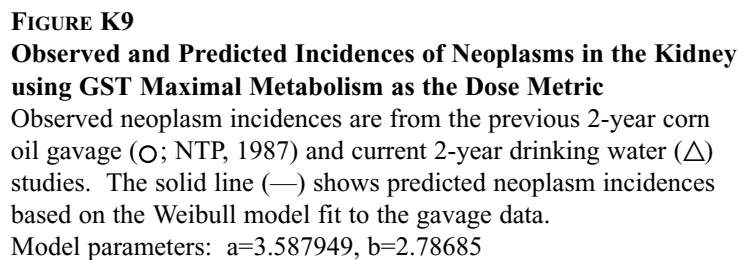 FIGURE K9
Observed and Predicted Incidences of Neoplasms in the Kidney
using GST Maximal Metabolism as the Dose Metric
Observed neoplasm incidences are from the previous 2-year corn
oil gavage (○; NTP, 1987) and current 2-year drinking water (△)
studies. The solid line (—) shows predicted neoplasm incidences
based on the Weibull model fit to the gavage data.
Model parameters: a=3.587949, b=2.78685